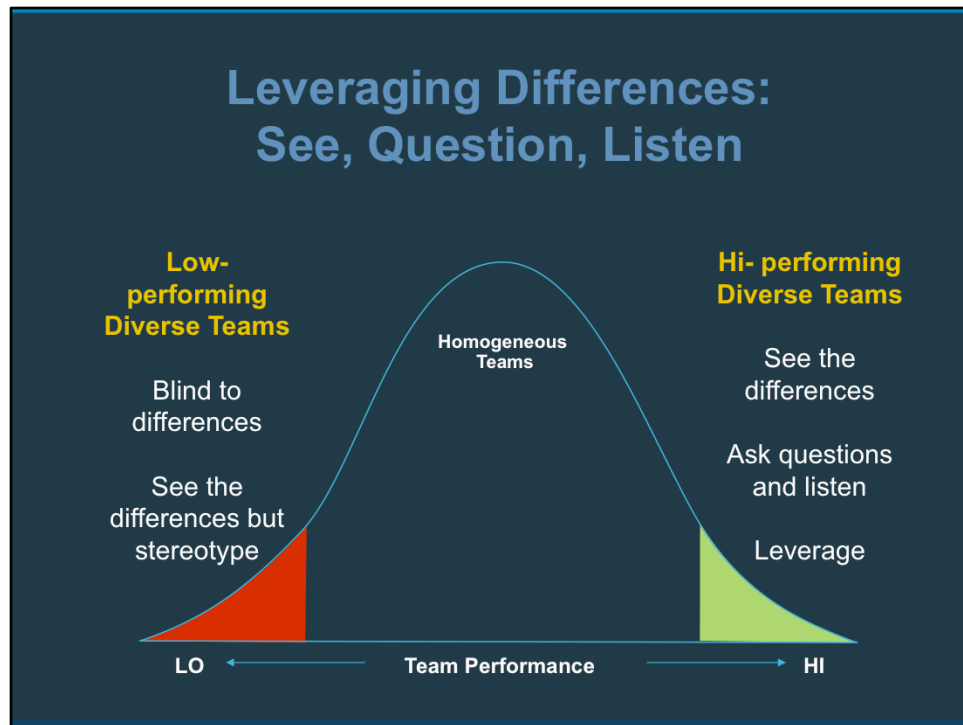 Leveraging Differences:
See, Question, Listen
Low-
performing
Diverse Teams
Blind to
differences
See the
differences but
stereotype
Homogeneous
Teams
Hi- performing
Diverse Teams
See the
differences
Ask questions
and listen
Leverage
LO
Team Performance
HI